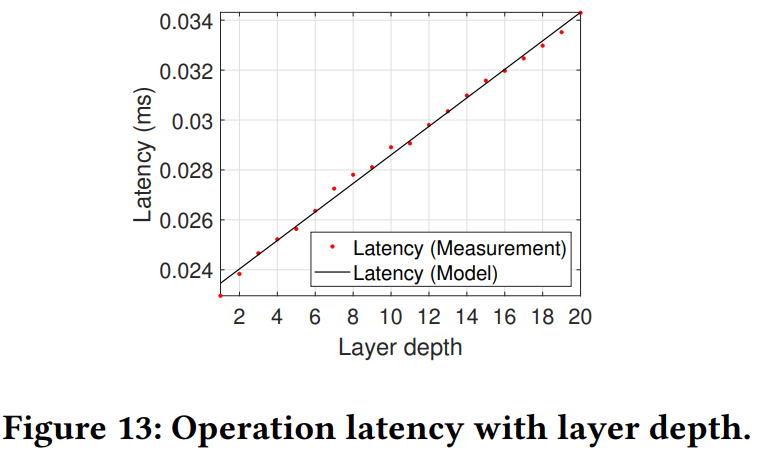 0.034
0.032
0.03
0.028
0.026
0.024
Latency (ms)
Latency (Measurement)
Latency (Model)
2 4 6 8 10 12 14 16 18 20
Layer depth
Figure 13: Operation latency with layer depth.